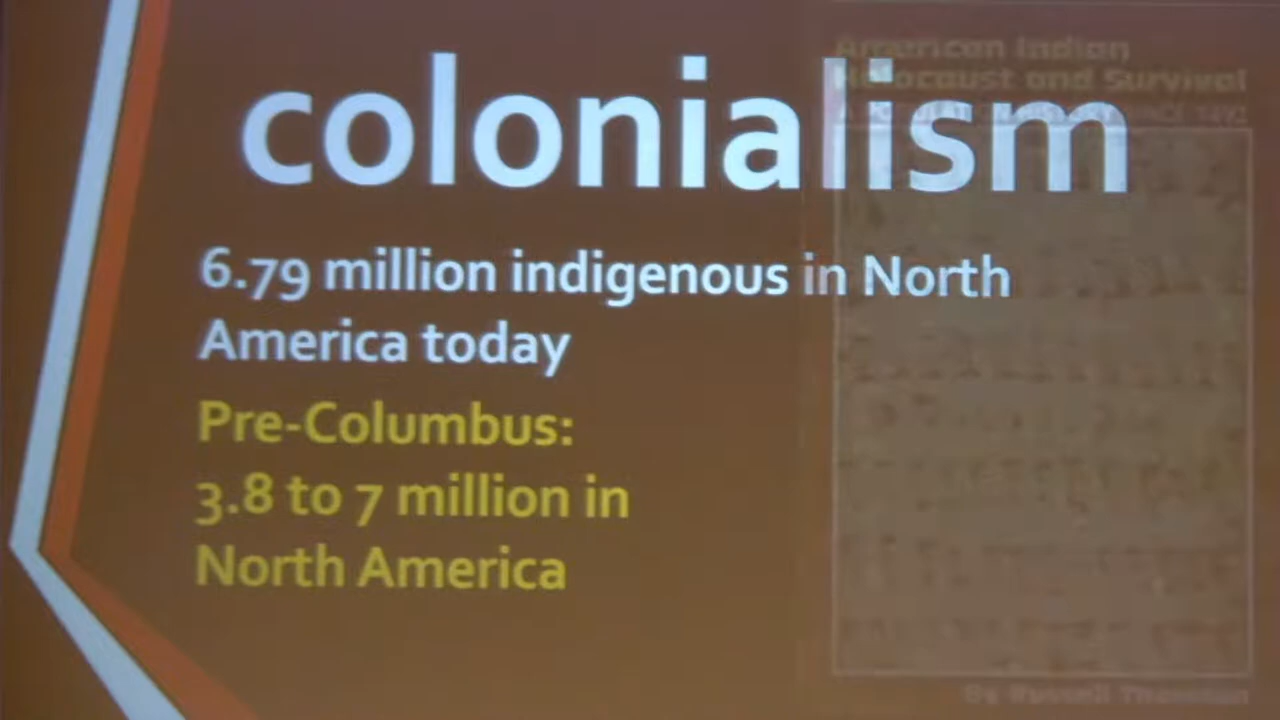 colonialism
6.79 million indigenous in North
America today
Pre-Columbus:
3.8 to 7 million in
North America
American Indian
Holocaust and Survival
By Russell Thornton